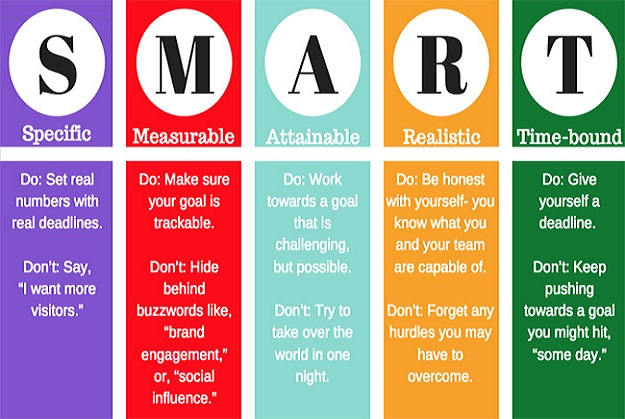 S
Specific
Do: Set real
numbers with
real deadlines.
Don't: Say,
“I want more
visitors.”
M
Measurable
Do: Make sure
your goal is
trackable.
Don't: Hide
behind
buzzwords like,
“brand
engagement,”
or, “social
influence.”
A
Attainable
Do: Work
towards a goal
that is
challenging,
but possible.
Don't: Try to
take over the
world in one
night.
R
Realistic
Do: Be honest
with yourself- you
know what you
and your team
are capable of.
Don't: Forget any
hurdles you may
have to
overcome.
T
Time-bound
Do: Give
yourself a
deadline.
Don't: Keep
pushing
towards a goal
you might hit,
“some day.”